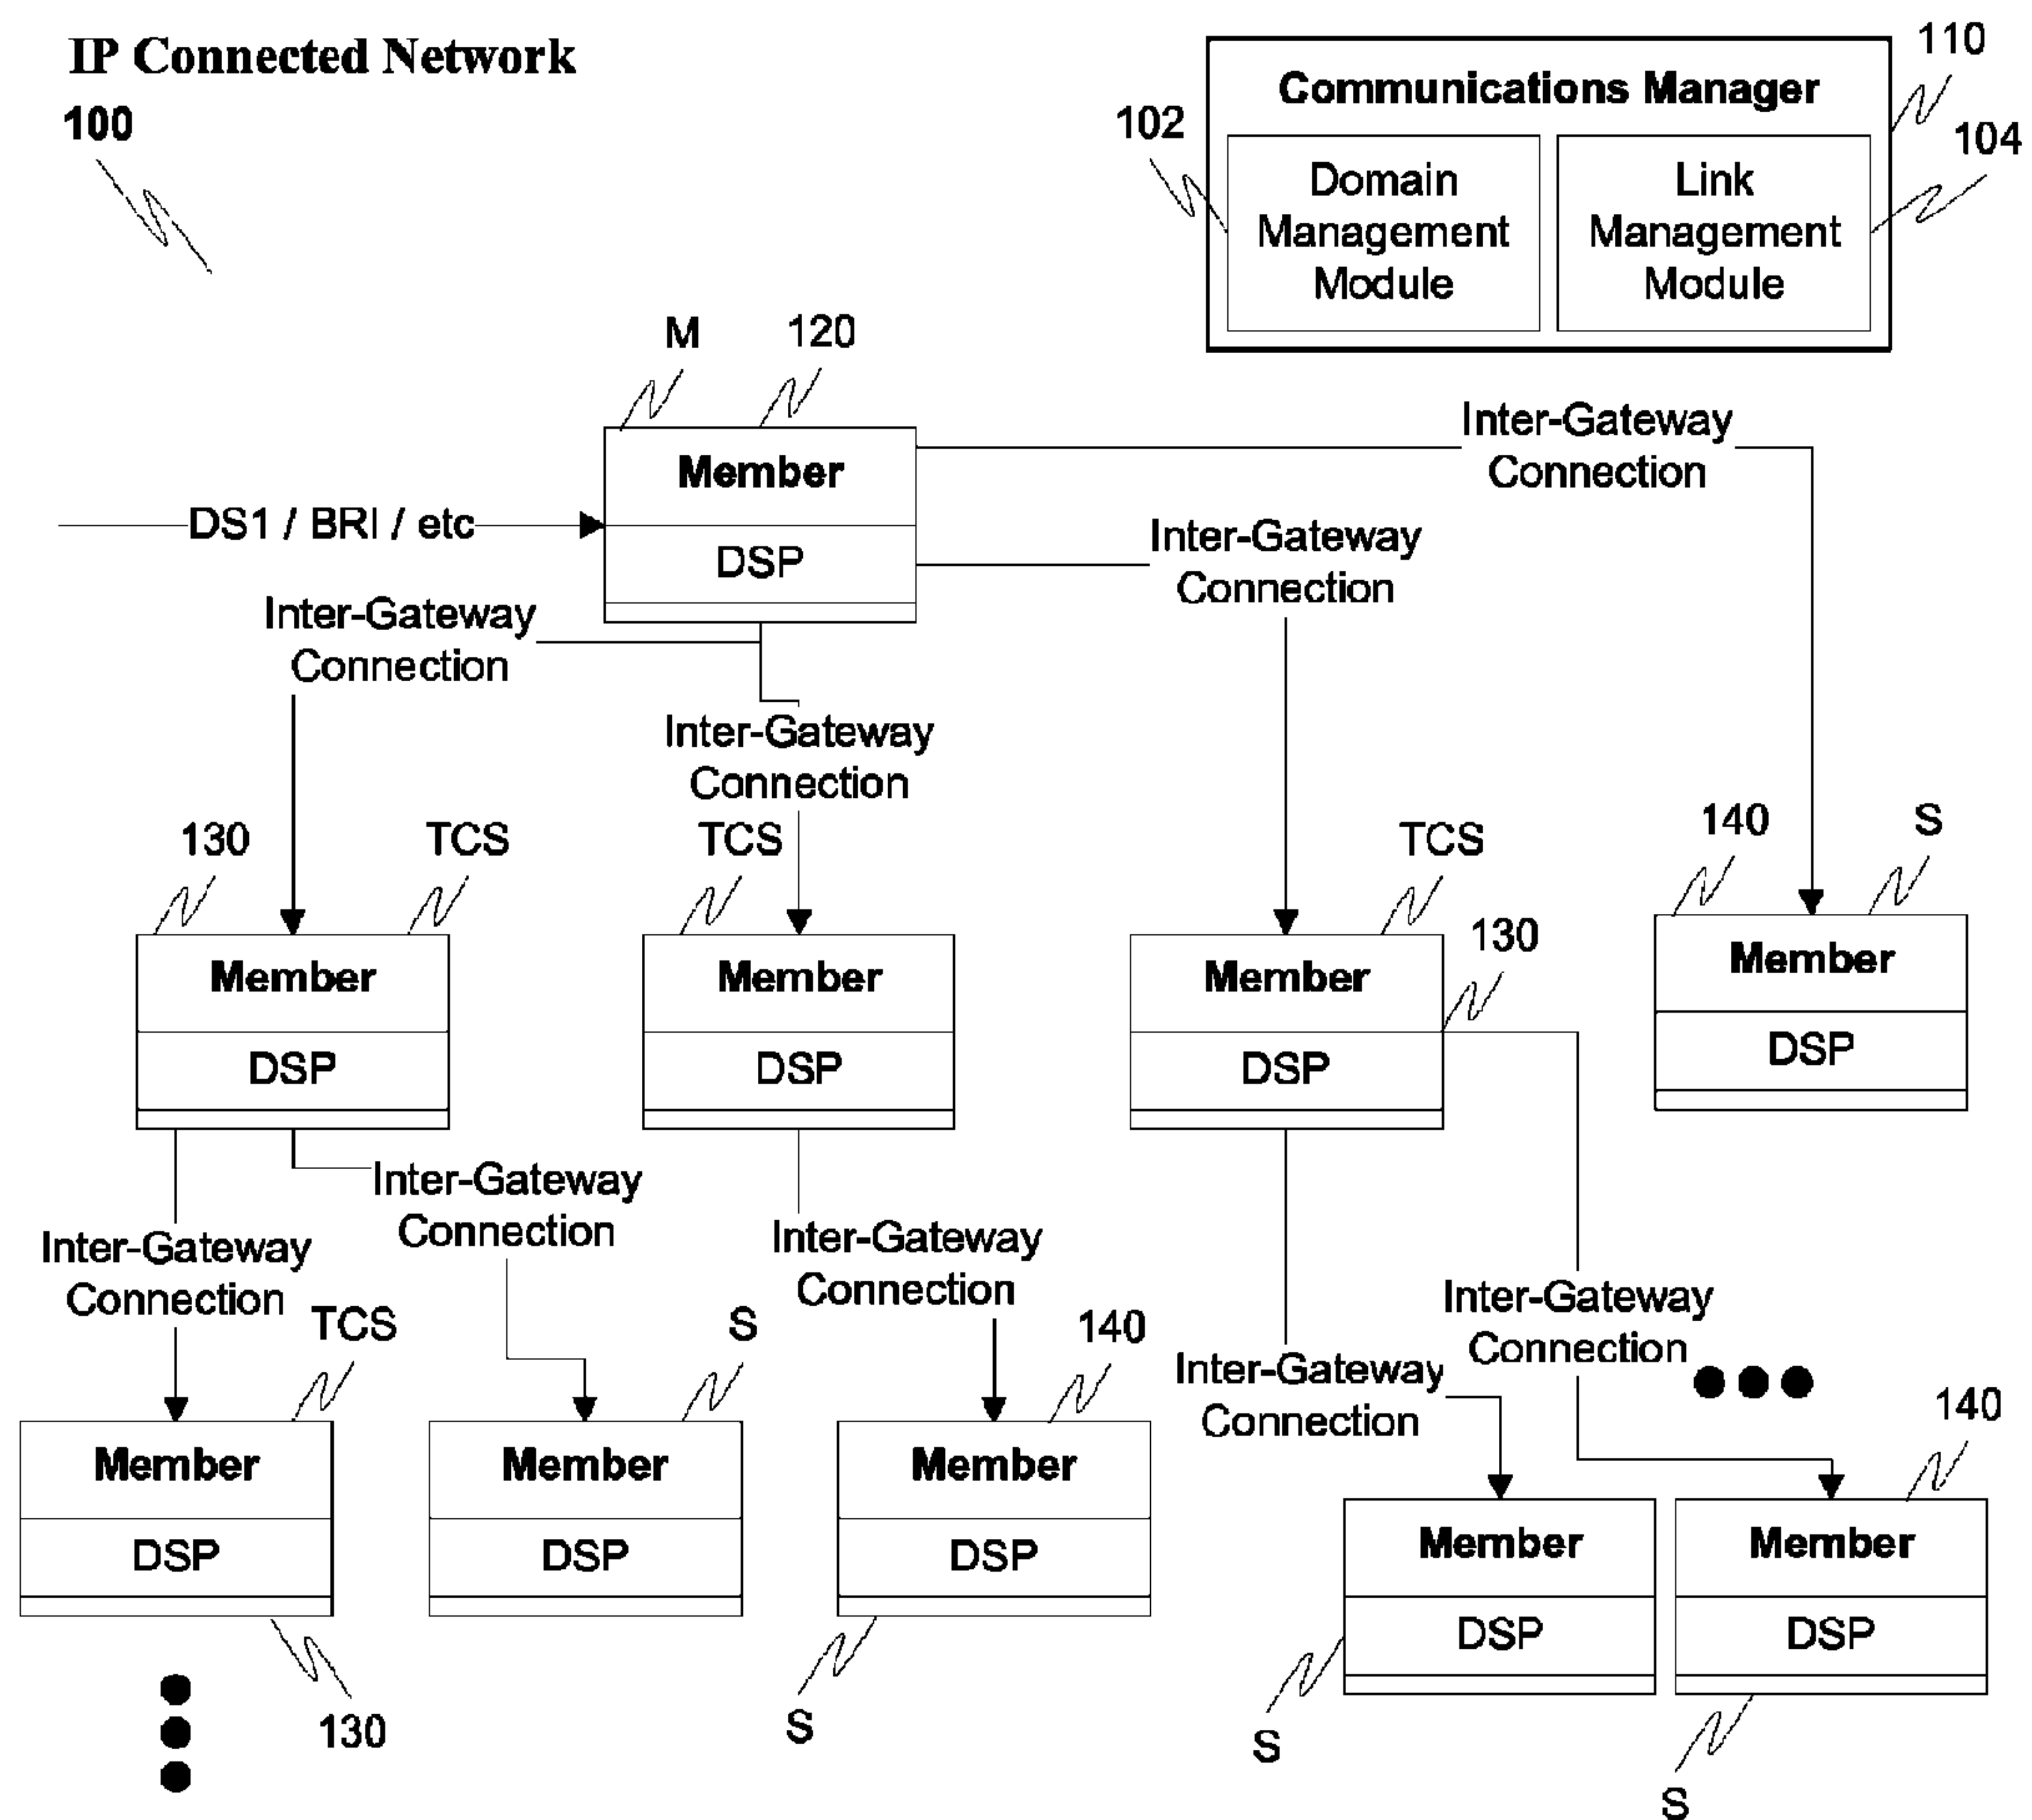 IP Connected Network
100
110
Communications Manager
102
104
Domain
Management
Module
Link
Management
Module
M
120
Member
DSP
DS1 / BRI / etc
Inter-Gateway
Connection
Inter-Gateway
Connection
Inter-Gateway
Connection
Inter-Gateway
Connection
130
TCS
Member
DSP
TCS
Member
DSP
TCS
130
Member
DSP
140
S
Member
DSP
Inter-Gateway
Connection
Inter-Gateway
Connection
Inter-Gateway
Connection
Inter-Gateway
Connection
Inter-Gateway
Connection
TCS
Member
DSP
130
S
Member
DSP
140
Member
DSP
S
Member
DSP
S
140
Member
DSP
S